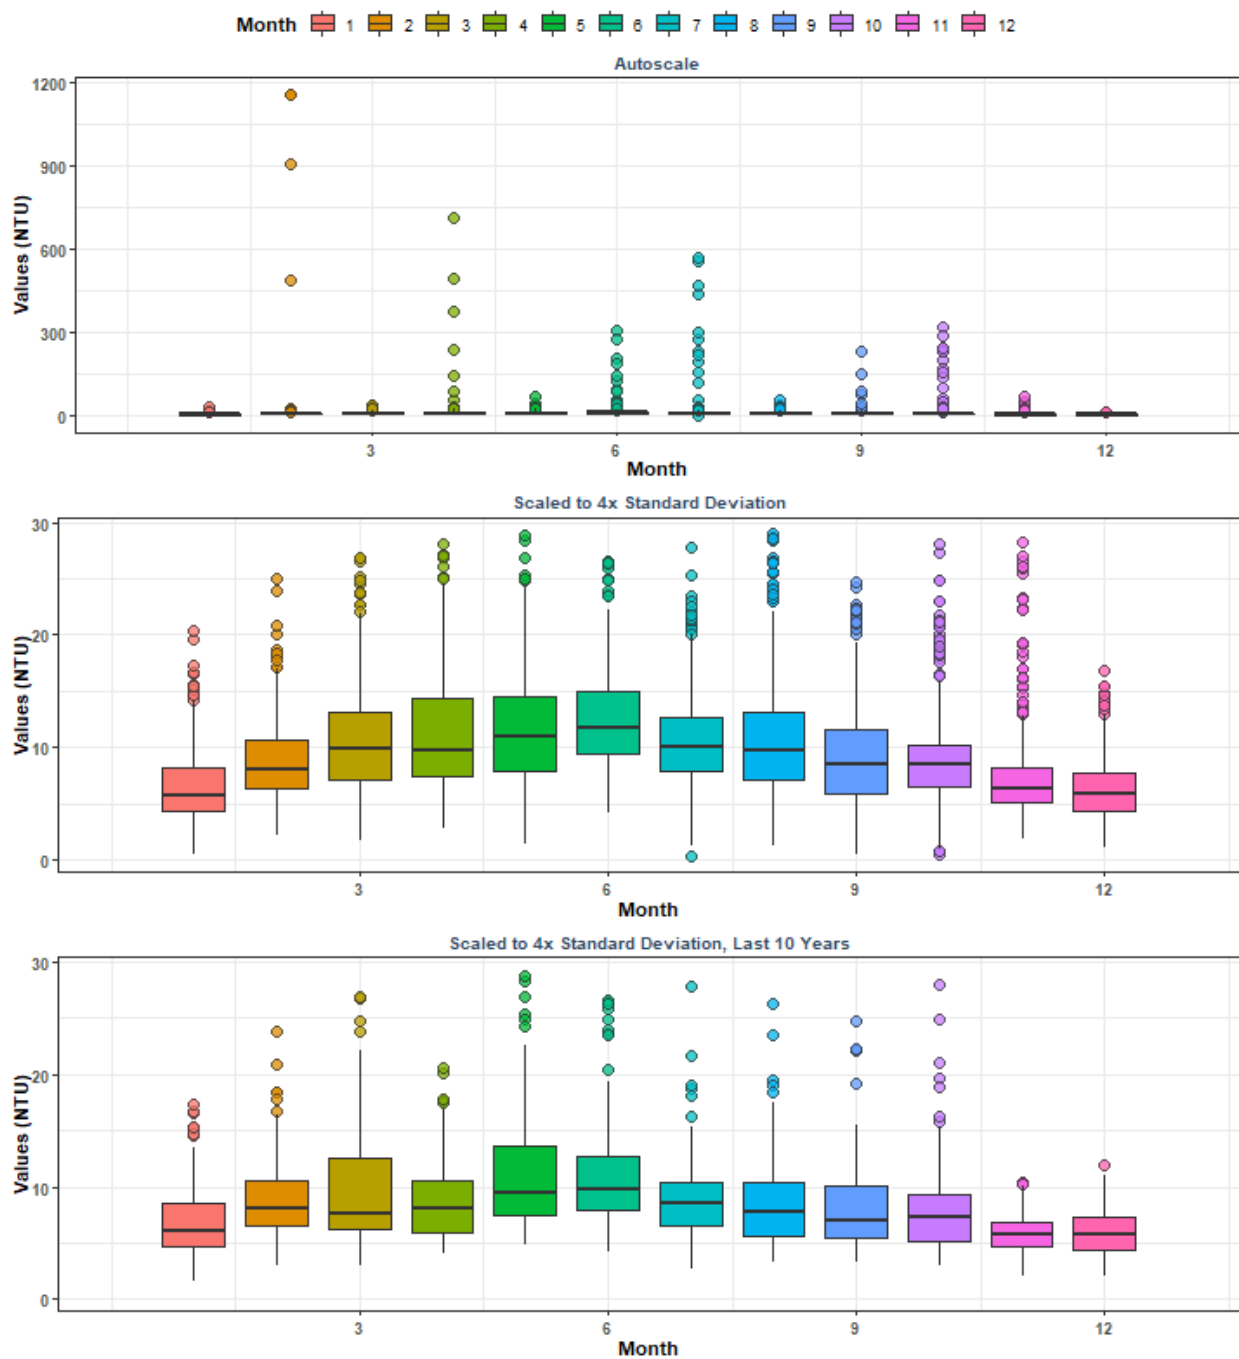 Month 1 2 3 4 5 6 7 8 9 10 11 12
Autoscale
Values (NTU)
1200
900
600
300
0
3 6 9 12
Month
Scaled to 4x Standard Deviation
Values (NTU)
30
20
10
0
3 6 9 12
Month
Scaled to 4x Standard Deviation, Last 10 Years
Values (NTU)
30
20
10
0
3 6 9 12
Month